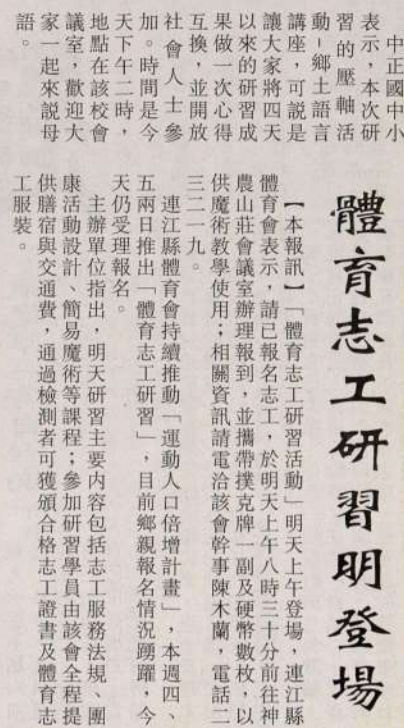 體育志工研習明登場
【本報訊】「體育志工研習活動」明天上午登場，連江縣
體育會表示，請已報名志工，於明天上午八時三十分前往神
農山莊會議室辦理報到，並攜帶撲克牌一副及硬幣數枚，以
供魔術教學使用；相關資訊請電洽該會幹事陳木蘭，電話二
三二一九。
連江縣體育會持續推動「運動人口倍增計畫」，本週四、
五兩日推出「體育志工研習」，目前鄉親報名情況踴躍，今
天仍受理報名。
主辦單位指出，明天研習主要內容包括志工服務法規、團
康活動設計、簡易魔術等課程；參加研習學員由該會全程提
供膳宿與交通費，通過檢測者可獲頒合格志工證書及體育志
工服裝。
中正國中小
表示，本次研
習的壓軸活
動－鄉土語言
講座，可說是
讓大家將四天
以來的研習成
果做一次心得
互換，並開放
社會人士參
加。時間是今
天下午二時，
地點在該校會
議室，歡迎大
家一起來說母
語。